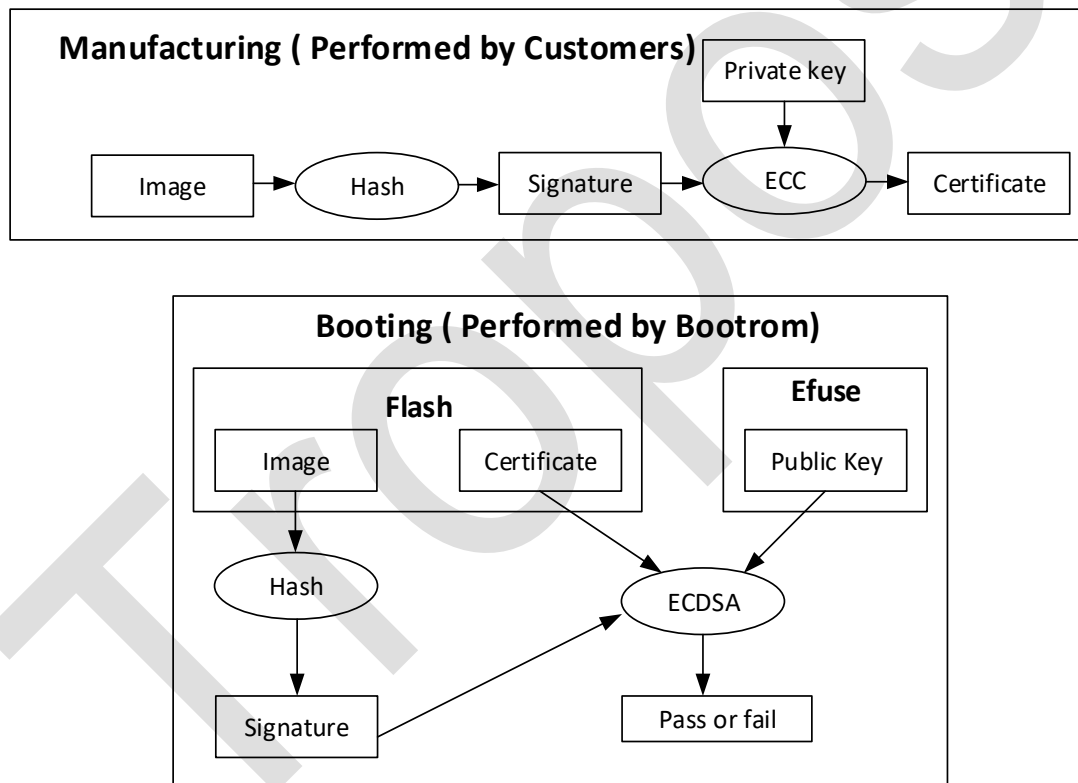 Manufacturing ( Performed by Customers)
Private key
Image
Hash
Signature
ECC
Certificate
Booting ( Performed by Bootrom)
Flash
Efuse
Image
Certificate
Public Key
Hash
ECDSA
Signature
Pass or fail
Tropos